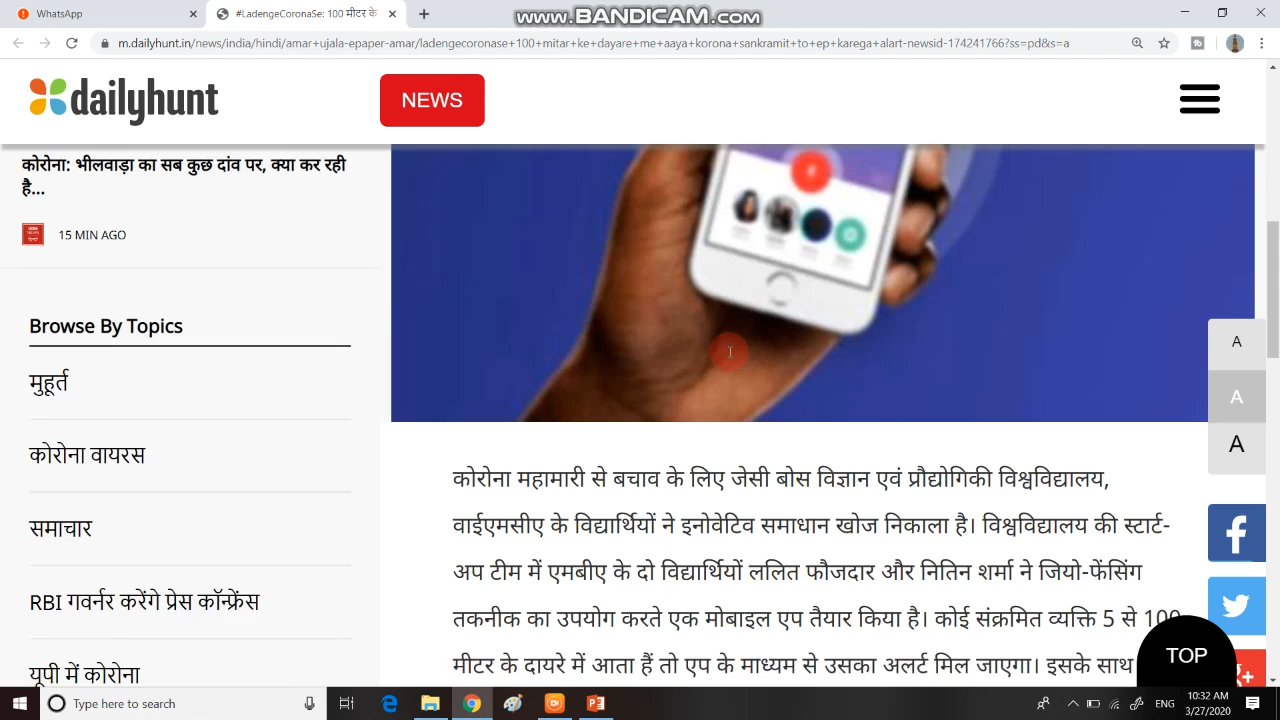 WhatsApp
#LadengeCoronaSe: 100 मीटर के
www.BANDICAM.com
m.dailyhunt.in/news/india/hindi/amar+ujala-epaper-amar/ladengecoronase+100+mitar+ke+dayare+me+aaya+korona+sankramit+to+ep+karega+alart-newsid-174241766?ss=pd&s=a
dailyhunt
NEWS
कोरोना: भीलवाड़ा का सब कुछ दांव पर, क्या कर रही
है...
15 MIN AGO
Browse By Topics
मुहूर्त
कोरोना वायरस
समाचार
RBI गवर्नर करेंगे प्रेस कॉन्फ्रेंस
यूपी में कोरोना
कोरोना महामारी से बचाव के लिए जेसी बोस विज्ञान एवं प्रौद्योगिकी विश्वविद्यालय,
वाईएमसीए के विद्यार्थियों ने इनोवेटिव समाधान खोज निकाला है। विश्वविद्यालय की स्टार्ट-
अप टीम में एमबीए के दो विद्यार्थियों ललित फौजदार और नितिन शर्मा ने जियो-फेंसिंग
तकनीक का उपयोग करते एक मोबाइल एप तैयार किया है। कोई संक्रमित व्यक्ति 5 से 100
मीटर के दायरे में आता हैं तो एप के माध्यम से उसका अलर्ट मिल जाएगा। इसके साथ
A
A
A
TOP
Type here to search
ENG
10:32 AM
3/27/2020